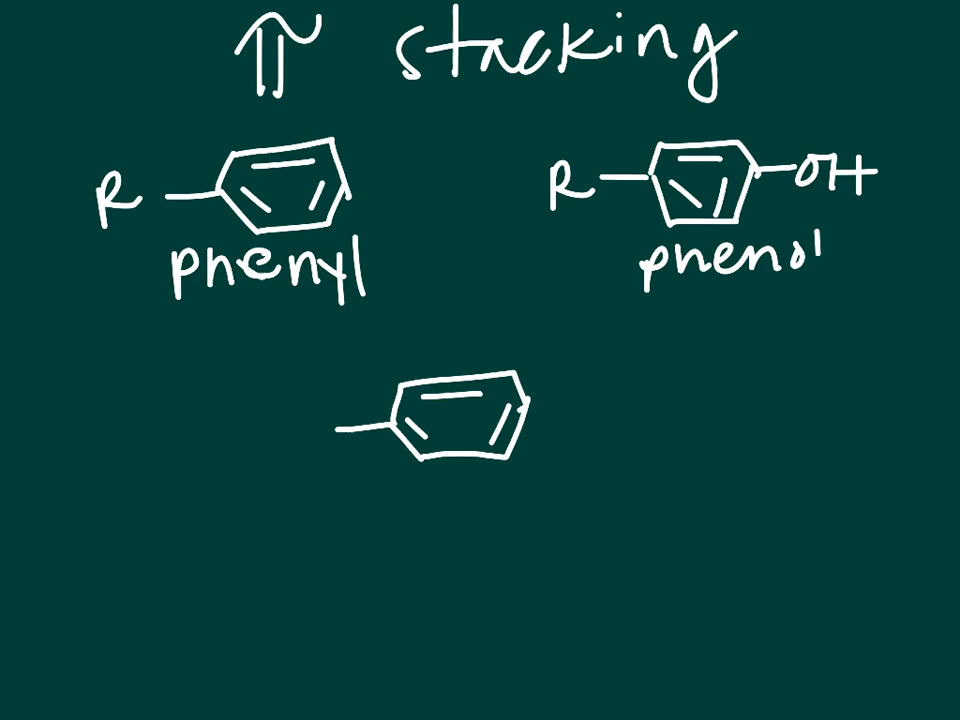 π stacking
R
OH
R
phenyl
phenol